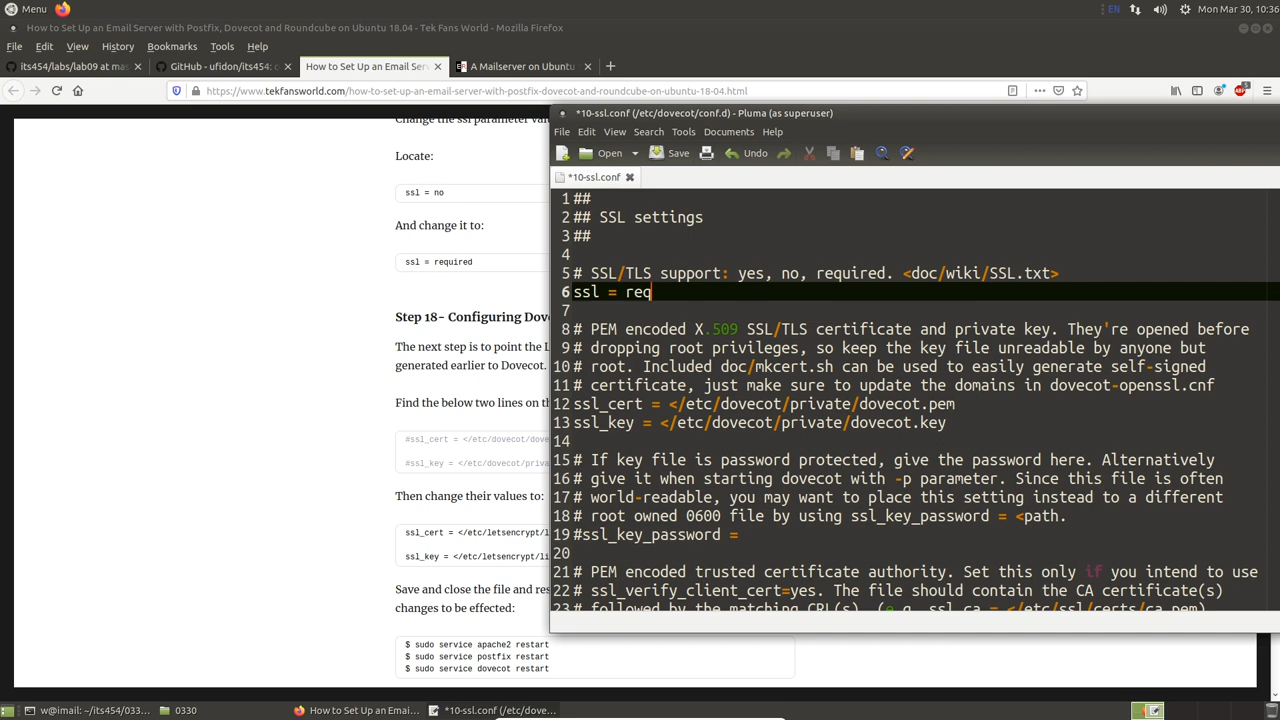 Menu
EN
Mon Mar 30, 10:36
How to Set Up an Email Server with Postfix, Dovecot and Roundcube on Ubuntu 18.04 - Tek Fans World - Mozilla Firefox
File Edit View History Bookmarks Tools Help
its454/labs/lab09 at mas
GitHub - ufidon/its454: c
How to Set Up an Email Serve
A Mailserver on Ubuntu
https://www.tekfansworld.com/how-to-set-up-an-email-server-with-postfix-dovecot-and-roundcube-on-ubuntu-18-04.html
Change the ssl parameter valu
Locate:
ssl = no
And change it to:
ssl = required
Step 18- Configuring Dove
The next step is to point the L
generated earlier to Dovecot.
Find the below two lines on th
#ssl_cert = </etc/dovecot/dove
#ssl_key = </etc/dovecot/priva
Then change their values to:
ssl_cert = </etc/letsencrypt/li
ssl_key = </etc/letsencrypt/li
Save and close the file and res
changes to be effected:
$ sudo service apache2 restart
$ sudo service postfix restart
$ sudo service dovecot restart
*10-ssl.conf (/etc/dovecot/conf.d) - Pluma (as superuser)
File Edit View Search Tools Documents Help
Open Save Undo
*10-ssl.conf
1 ##
2 ## SSL settings
3 ##
4
5 # SSL/TLS support: yes, no, required. <doc/wiki/SSL.txt>
6 ssl = req
7
8 # PEM encoded X.509 SSL/TLS certificate and private key. They're opened before
9 # dropping root privileges, so keep the key file unreadable by anyone but
10 # root. Included doc/mkcert.sh can be used to easily generate self-signed
11 # certificate, just make sure to update the domains in dovecot-openssl.cnf
12 ssl_cert = </etc/dovecot/private/dovecot.pem
13 ssl_key = </etc/dovecot/private/dovecot.key
14
15 # If key file is password protected, give the password here. Alternatively
16 # give it when starting dovecot with -p parameter. Since this file is often
17 # world-readable, you may want to place this setting instead to a different
18 # root owned 0600 file by using ssl_key_password = <path.
19 #ssl_key_password =
20
21 # PEM encoded trusted certificate authority. Set this only if you intend to use
22 # ssl_verify_client_cert=yes. The file should contain the CA certificate(s)
23 # followed by the matching CRL(s). (e.g. ssl_ca = </etc/ssl/certs/ca.pem)
w@imail: ~/its454/033...
0330
How to Set Up an Emai...
*10-ssl.conf (/etc/dove...